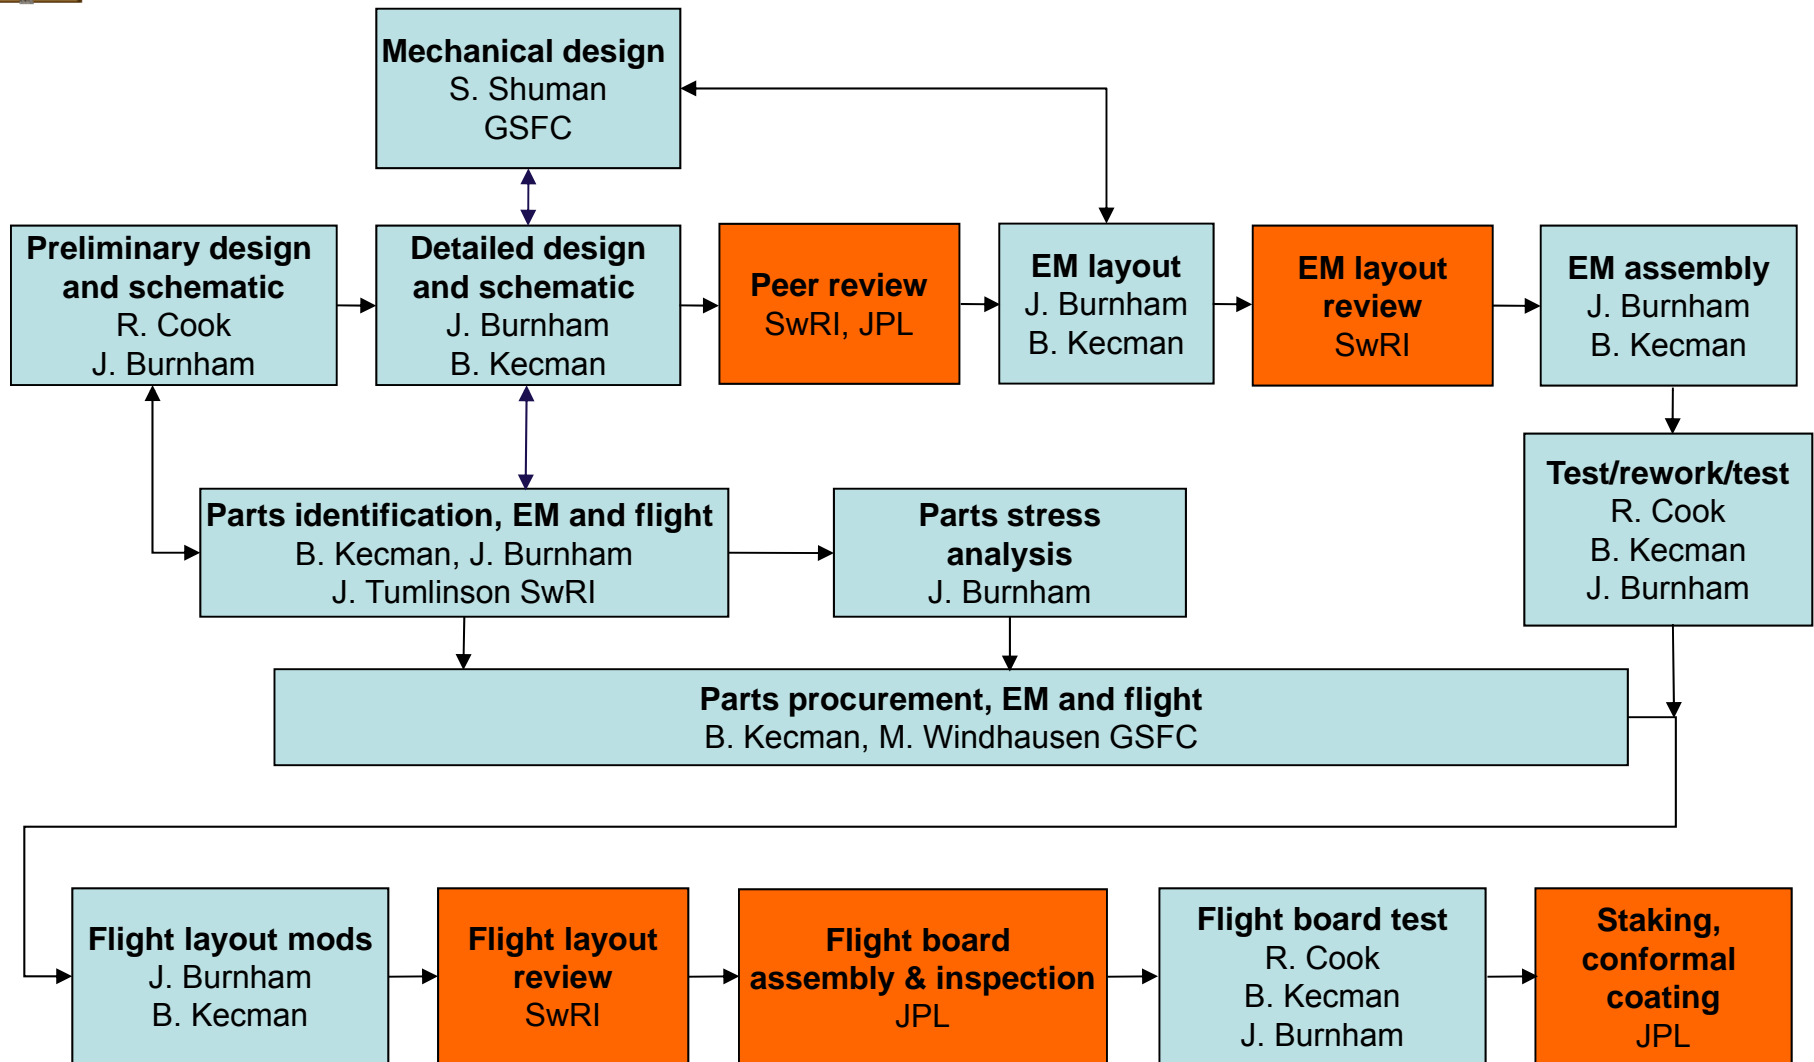 Mechanical design
S. Shuman
GSFC
Preliminary design
and schematic
R. Cook
J. Burnham
Detailed design
and schematic
J. Burnham
B. Kecman
Peer review
SwRI, JPL
EM layout
J. Burnham
B. Kecman
EM layout
review
SwRI
EM assembly
J. Burnham
B. Kecman
Parts identification, EM and flight
B. Kecman, J. Burnham
J. Tumlinson SwRI
Parts stress
analysis
J. Burnham
Test/rework/test
R. Cook
B. Kecman
J. Burnham
Parts procurement, EM and flight
B. Kecman, M. Windhausen GSFC
Flight layout mods
J. Burnham
B. Kecman
Flight layout
review
SwRI
Flight board
assembly & inspection
JPL
Flight board test
R. Cook
B. Kecman
J. Burnham
Staking,
conformal
coating
JPL